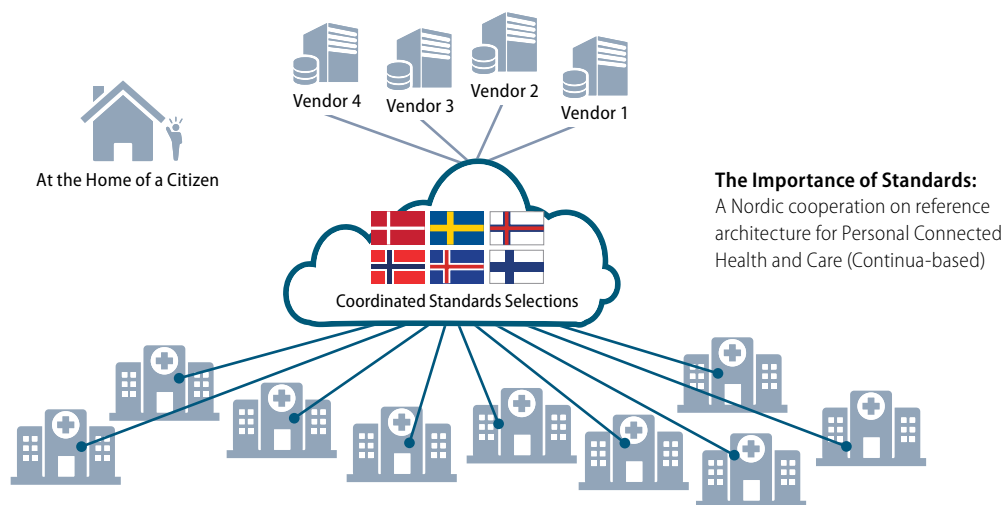 Vendor 4
Vendor 3
Vendor 2
Vendor 1
At the Home of a Citizen
The Importance of Standards:
A Nordic cooperation on reference
architecture for Personal Connected
Health and Care (Continua-based)
Coordinated Standards Selections